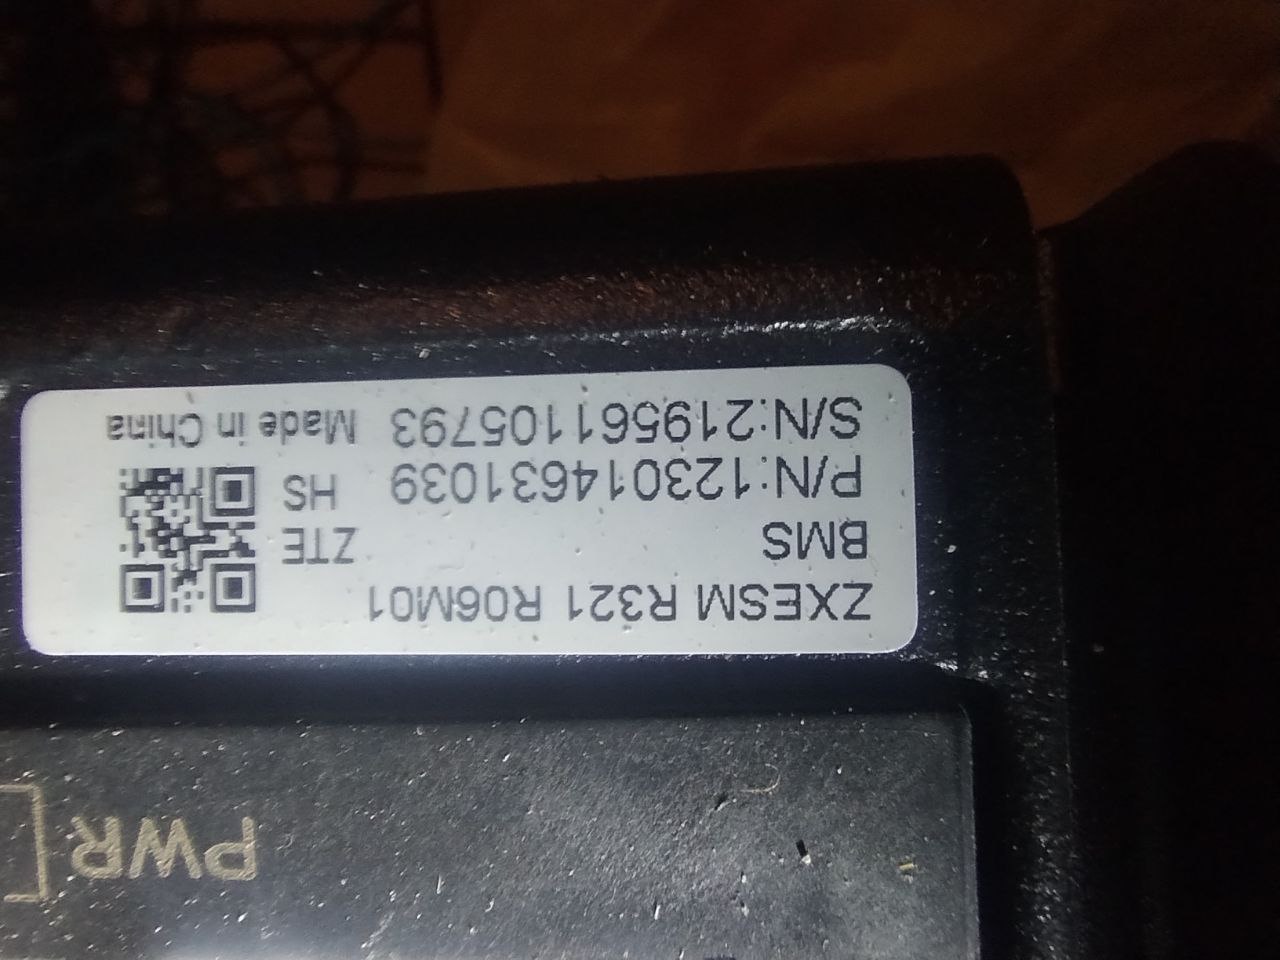 ZXESM R321 R06M01
BMS ZTE
P/N:123014631039 HS
S/N:219561105793 Made in China
PWR